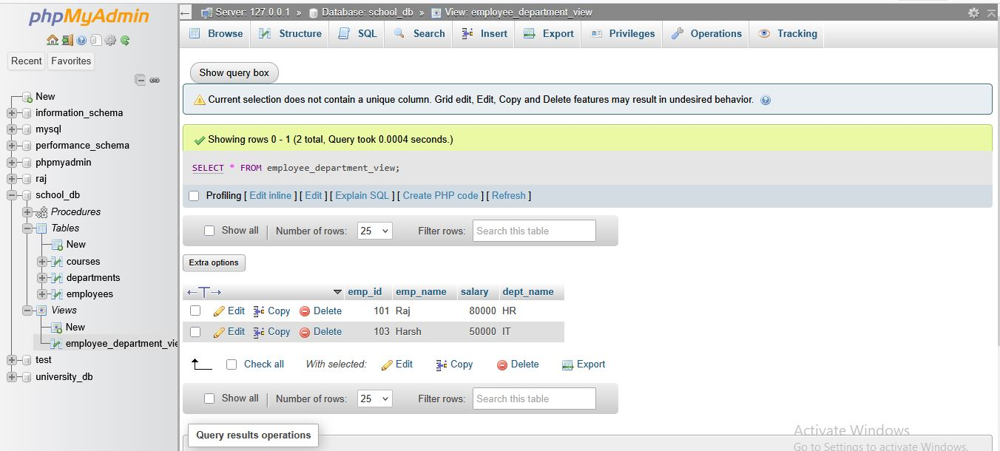 phpMyAdmin
Recent Favorites
New
information_schema
mysql
performance_schema
phpmyadmin
raj
school_db
Procedures
Tables
New
courses
departments
employees
Views
New
employee_department_vie
test
university_db
Server: 127.0.0.1 » Database: school_db » View: employee_department_view
Browse Structure SQL Search Insert Export Privileges Operations Tracking
Show query box
Current selection does not contain a unique column. Grid edit, Edit, Copy and Delete features may result in undesired behavior.
Showing rows 0 - 1 (2 total, Query took 0.0004 seconds.)
SELECT * FROM employee_department_view;
Profiling [ Edit inline ] [ Edit ] [ Explain SQL ] [ Create PHP code ] [ Refresh ]
Show all | Number of rows: 25 Filter rows: Search this table
Extra options
←T→ emp_id emp_name salary dept_name
Edit Copy Delete 101 Raj 80000 HR
Edit Copy Delete 103 Harsh 50000 IT
Check all With selected: Edit Copy Delete Export
Show all | Number of rows: 25 Filter rows: Search this table
Query results operations
Activate Windows
Go to Settings to activate Windows.